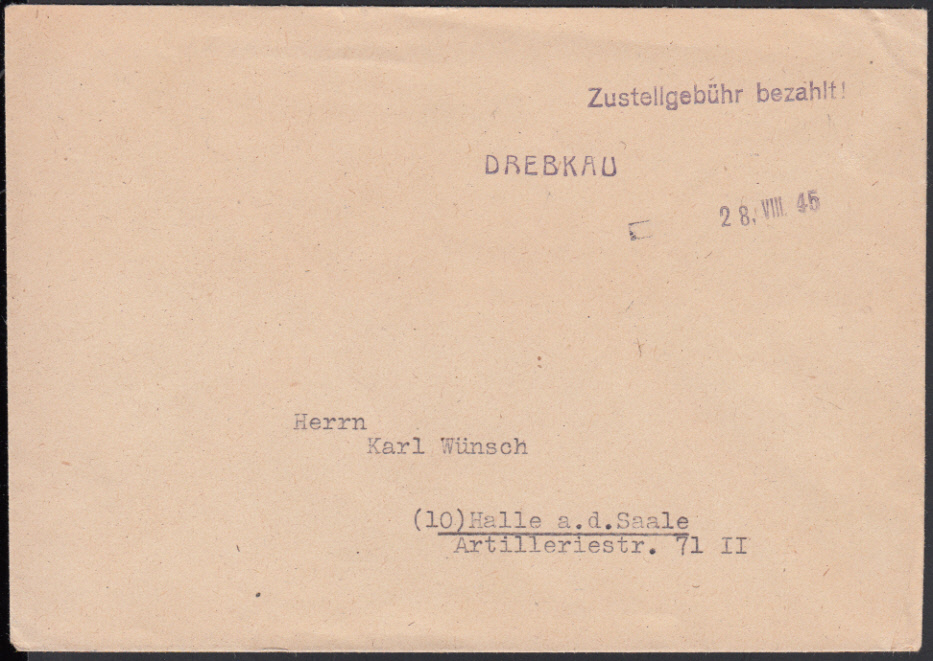 Zustellgebühr bezahlt!
DREBKAU
28. VIII. 45
Herrn
Karl Wünsch
(10)Halle a.d.Saale
Artilleriestr. 71 II